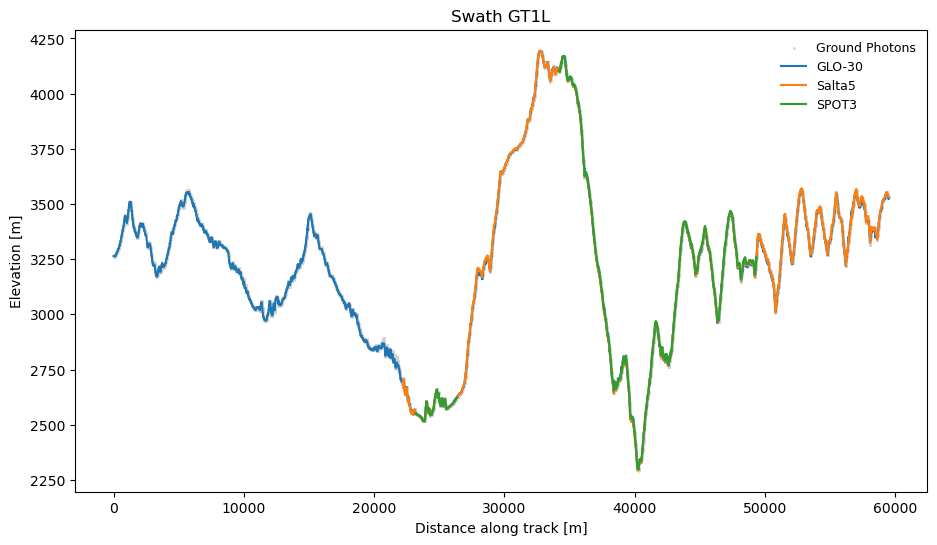 Swath GT1L
Ground Photons
GLO-30
Salta5
SPOT3
Elevation [m]
4250
4000
3750
3500
3250
3000
2750
2500
2250
0 10000 20000 30000 40000 50000 60000
Distance along track [m]